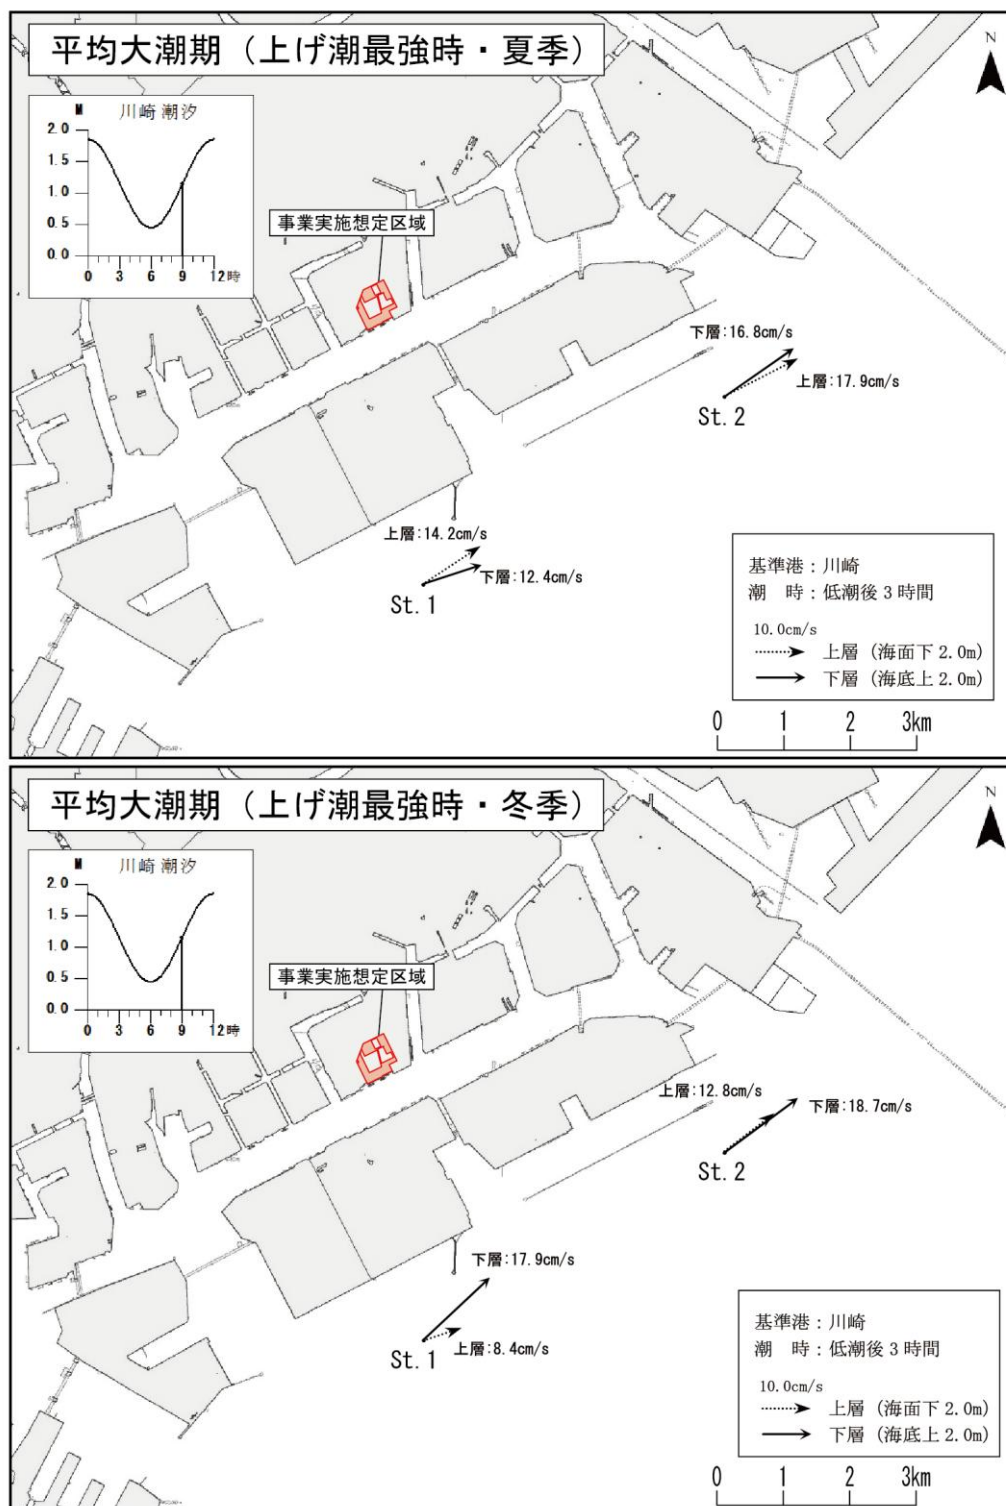 平均大潮期（上げ潮最強時・夏季）
N
M 川崎潮汐
2.0
1.5
1.0
0.5
0.0
0 3 6 9 12時
事業実施想定区域
下層:16.8cm/s
上層:17.9cm/s
St.2
上層:14.2cm/s
下層:12.4cm/s
St.1
基準港：川崎
潮　時：低潮後3時間
10.0cm/s
上層（海面下2.0m）
下層（海底上2.0m）
0 1 2 3km
平均大潮期（上げ潮最強時・冬季）
N
M 川崎潮汐
2.0
1.5
1.0
0.5
0.0
0 3 6 9 12時
事業実施想定区域
上層:12.8cm/s
下層:18.7cm/s
St.2
下層:17.9cm/s
上層:8.4cm/s
St.1
基準港：川崎
潮　時：低潮後3時間
10.0cm/s
上層（海面下2.0m）
下層（海底上2.0m）
0 1 2 3km